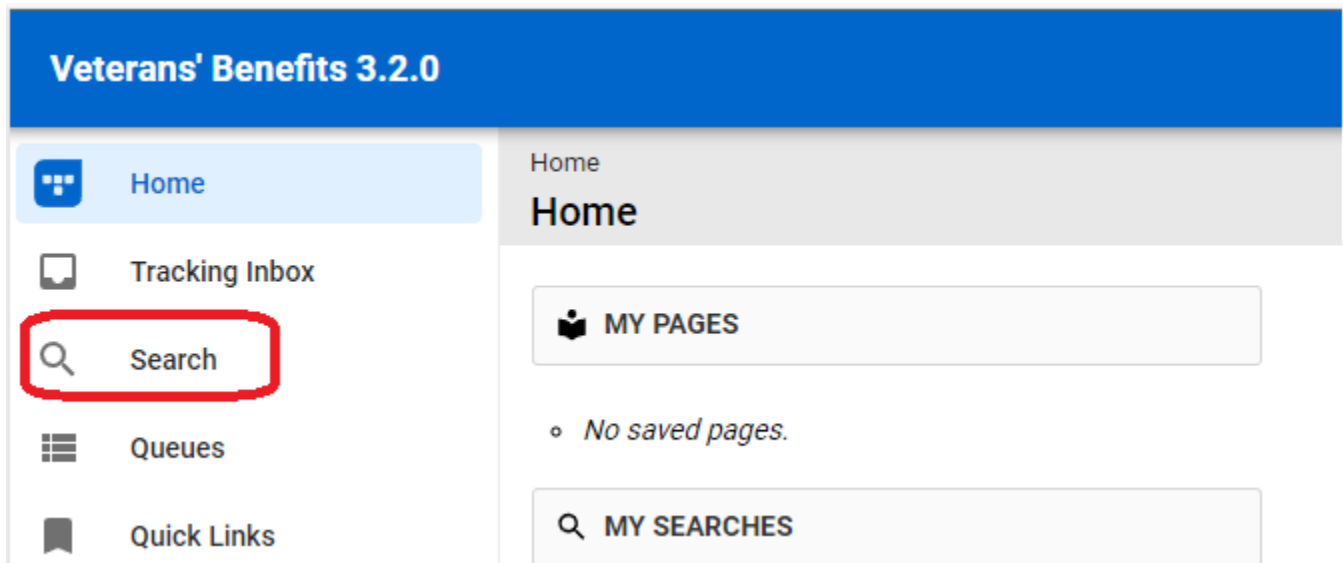 Veterans' Benefits 3.2.0
Home
Tracking Inbox
Search
Queues
Quick Links
Home
Home
MY PAGES
No saved pages.
MY SEARCHES